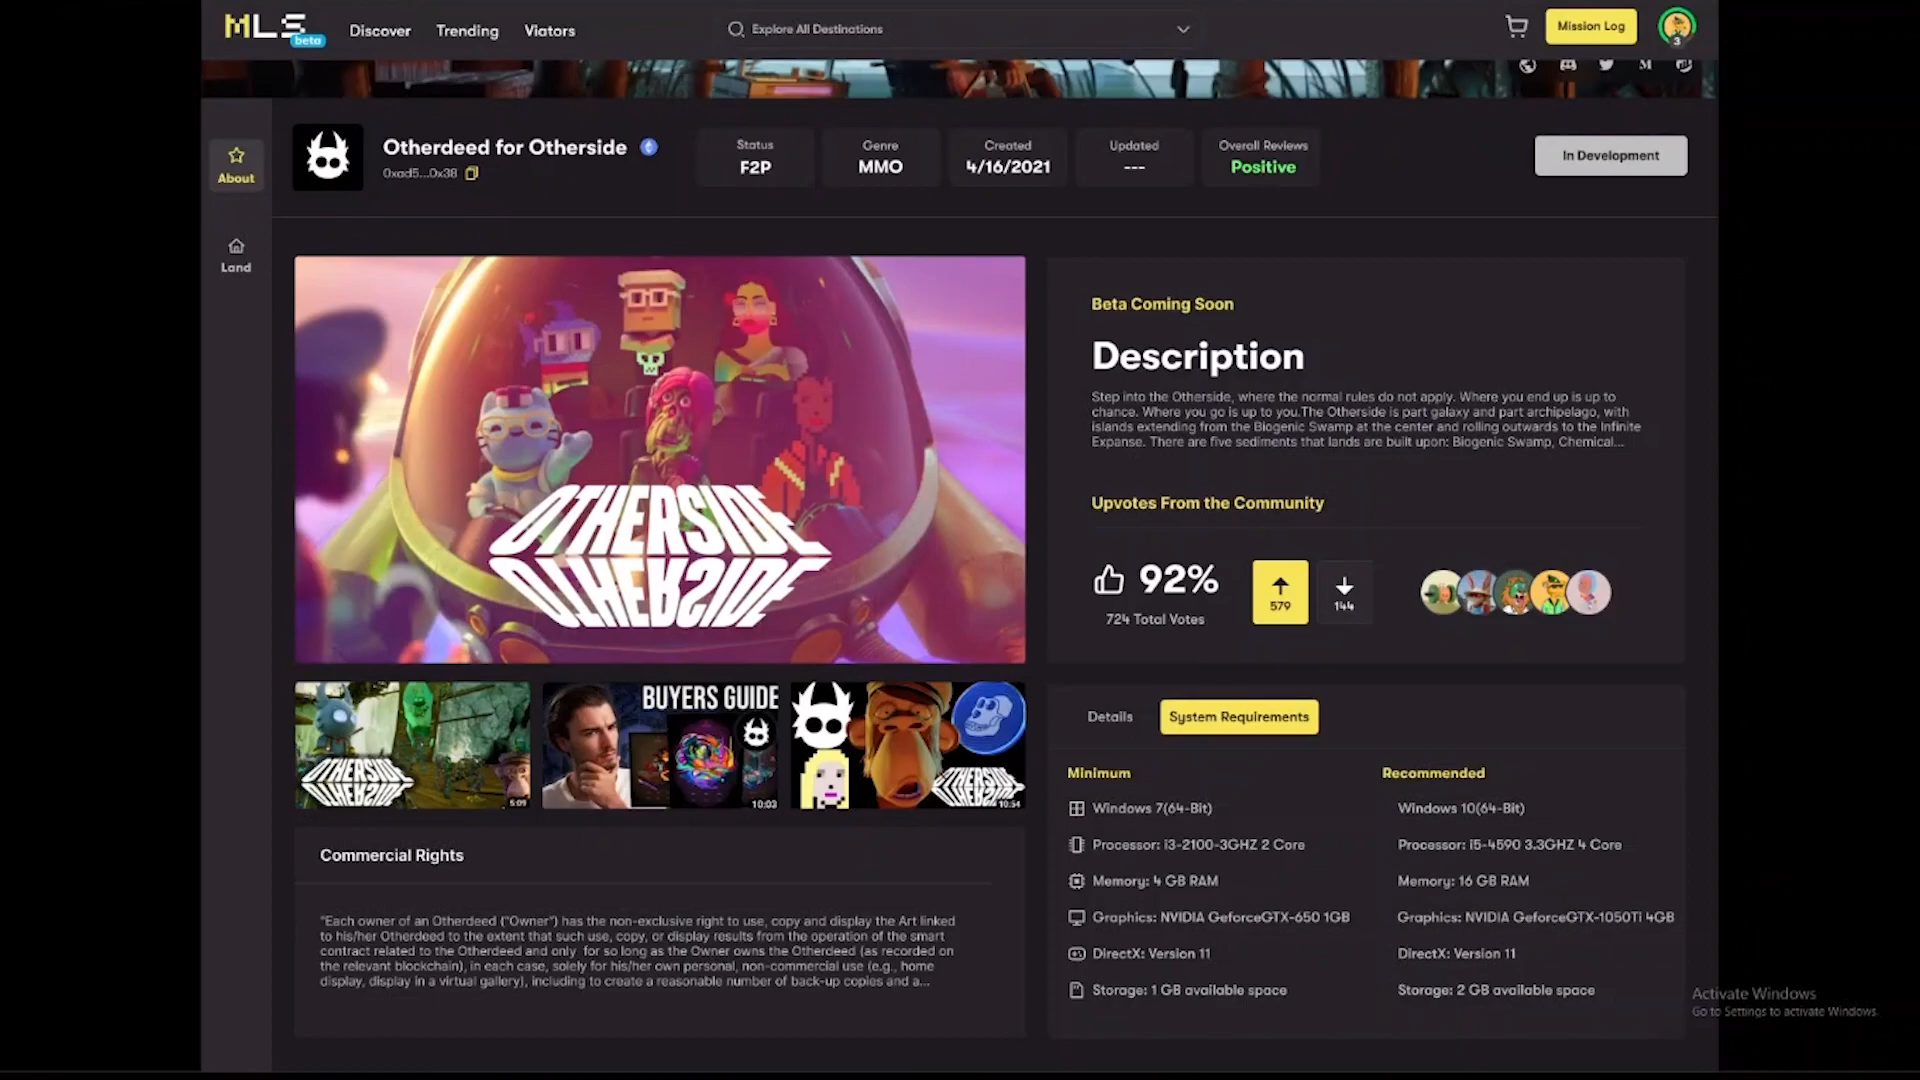 MLS
beta
Discover
Trending
Viators
Explore All Destinations
Mission Log
3
Otherdeed for Otherside
0xad5...0x38
Status
F2P
Genre
MMO
Created
4/16/2021
Updated
---
Overall Reviews
Positive
In Development
About
Land
OTHERSIDE
OTHERSIDE
Beta Coming Soon
Description
Step into the Otherside, where the normal rules do not apply. Where you end up is up to
chance. Where you go is up to you.The Otherside is part galaxy and part archipelago, with
islands extending from the Biogenic Swamp at the center and rolling outwards to the Infinite
Expanse. There are five sediments that lands are built upon: Biogenic Swamp, Chemical...
Upvotes From the Community
92%
724 Total Votes
579
144
OTHERSIDE
OTHERSIDE
5:09
BUYERS GUIDE
10:03
OTHERSIDE
OTHERSIDE
10:54
Commercial Rights
"Each owner of an Otherdeed ("Owner") has the non-exclusive right to use, copy and display the Art linked
to his/her Otherdeed to the extent that such use, copy, or display results from the operation of the smart
contract related to the Otherdeed and only for so long as the Owner owns the Otherdeed (as recorded on
the relevant blockchain), in each case, solely for his/her own personal, non-commercial use (e.g., home
display, display in a virtual gallery), including to create a reasonable number of back-up copies and a...
Details
System Requirements
Minimum
Windows 7(64-Bit)
Processor: i3-2100-3GHZ 2 Core
Memory: 4 GB RAM
Graphics: NVIDIA GeforceGTX-650 1GB
DirectX: Version 11
Storage: 1 GB available space
Recommended
Windows 10(64-Bit)
Processor: i5-4590 3.3GHZ 4 Core
Memory: 16 GB RAM
Graphics: NVIDIA GeforceGTX-1050Ti 4GB
DirectX: Version 11
Storage: 2 GB available space
Activate Windows
Go to Settings to activate Windows.